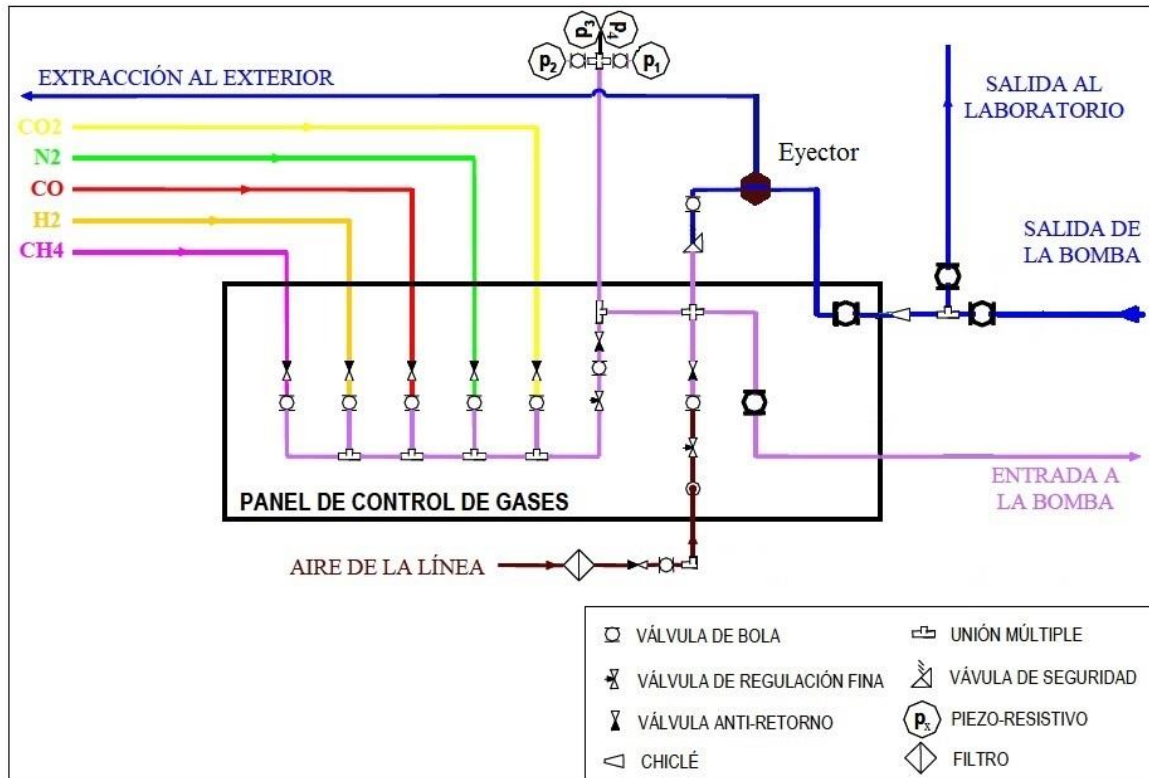 p3
p4
p2
p1
EXTRACCIÓN AL EXTERIOR
CO2
N2
CO
H2
CH4
Eyector
SALIDA AL
LABORATORIO
SALIDA DE
LA BOMBA
PANEL DE CONTROL DE GASES
ENTRADA A
LA BOMBA
AIRE DE LA LÍNEA
VÁLVULA DE BOLA
UNIÓN MÚLTIPLE
VÁLVULA DE REGULACIÓN FINA
VÁVULA DE SEGURIDAD
VÁLVULA ANTI-RETORNO
px
PIEZO-RESISTIVO
CHICLÉ
FILTRO